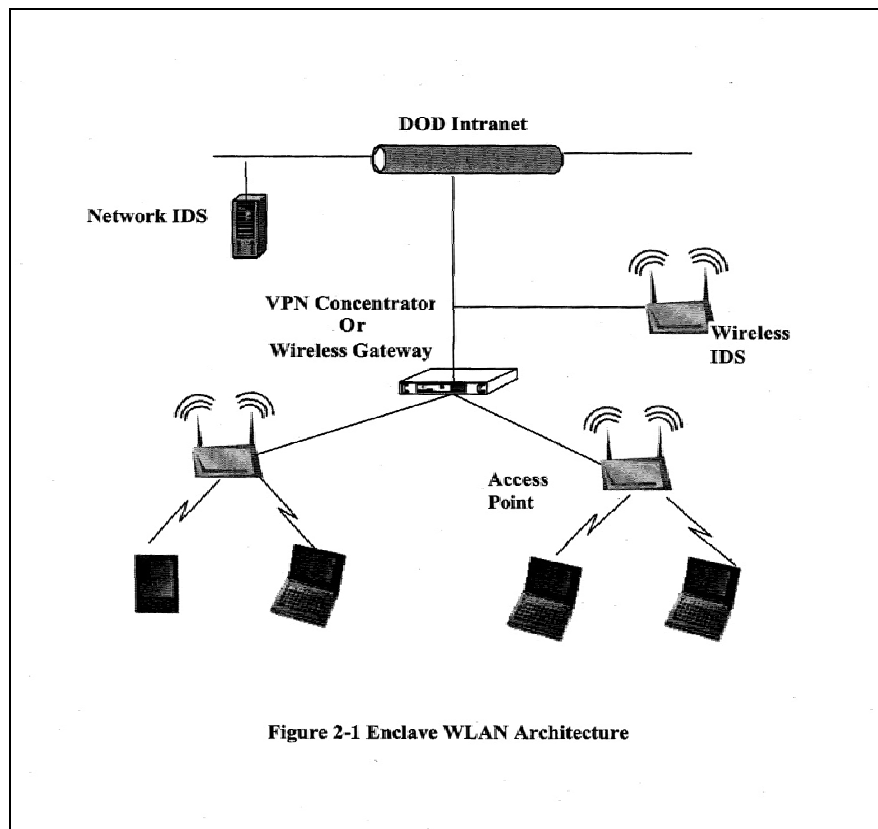 DOD Intranet
Network IDS
VPN Concentrator
Or
Wireless Gateway
Wireless
IDS
Access
Point
Figure 2-1 Enclave WLAN Architecture